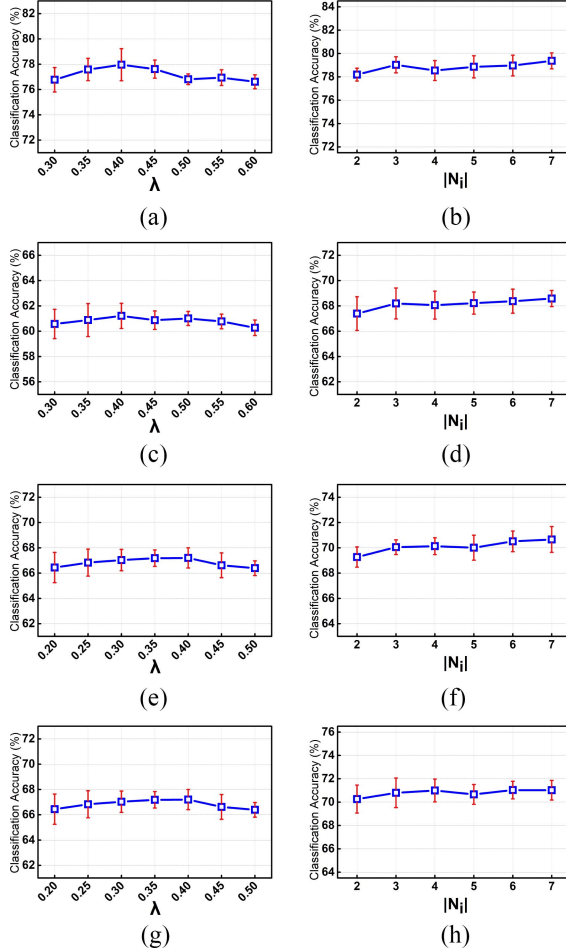 Classification Accuracy (%)
82
80
78
76
74
72
0.30 0.35 0.40 0.45 0.50 0.55 0.60
λ
(a)
Classification Accuracy (%)
84
82
80
78
76
74
72
2 3 4 5 6 7
|Ni|
(b)
Classification Accuracy (%)
66
64
62
60
58
56
0.30 0.35 0.40 0.45 0.50 0.55 0.60
λ
(c)
Classification Accuracy (%)
72
70
68
66
64
62
2 3 4 5 6 7
|Ni|
(d)
Classification Accuracy (%)
72
70
68
66
64
62
0.20 0.25 0.30 0.35 0.40 0.45 0.50
λ
(e)
Classification Accuracy (%)
74
72
70
68
66
64
2 3 4 5 6 7
|Ni|
(f)
Classification Accuracy (%)
72
70
68
66
64
62
0.20 0.25 0.30 0.35 0.40 0.45 0.50
λ
(g)
Classification Accuracy (%)
76
74
72
70
68
66
64
2 3 4 5 6 7
|Ni|
(h)